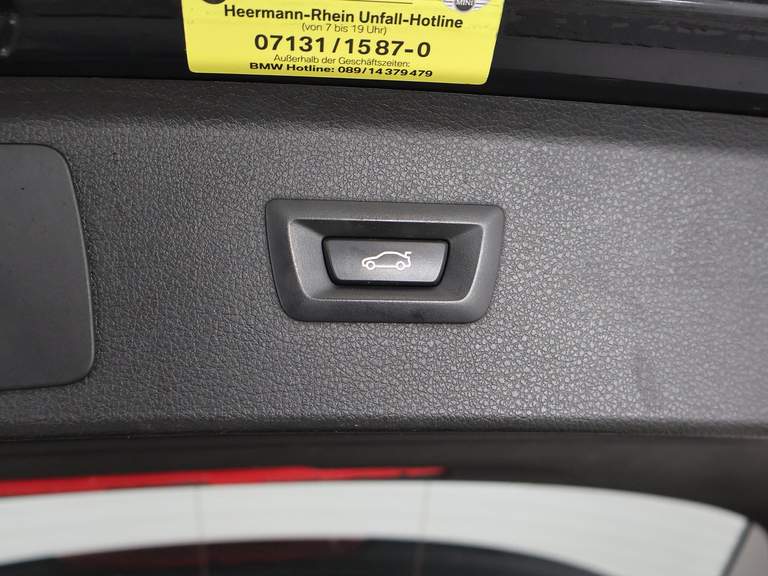 MINI
Heermann-Rhein Unfall-Hotline
(von 7 bis 19 Uhr)
07131/1587-0
Außerhalb der Geschäftszeiten:
BMW Hotline: 089/14379479